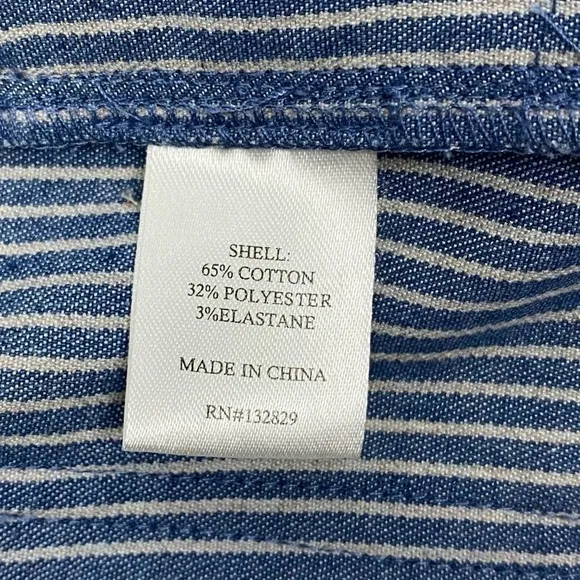 SHELL:
65% COTTON
32% POLYESTER
3%ELASTANE
MADE IN CHINA
RN#132829